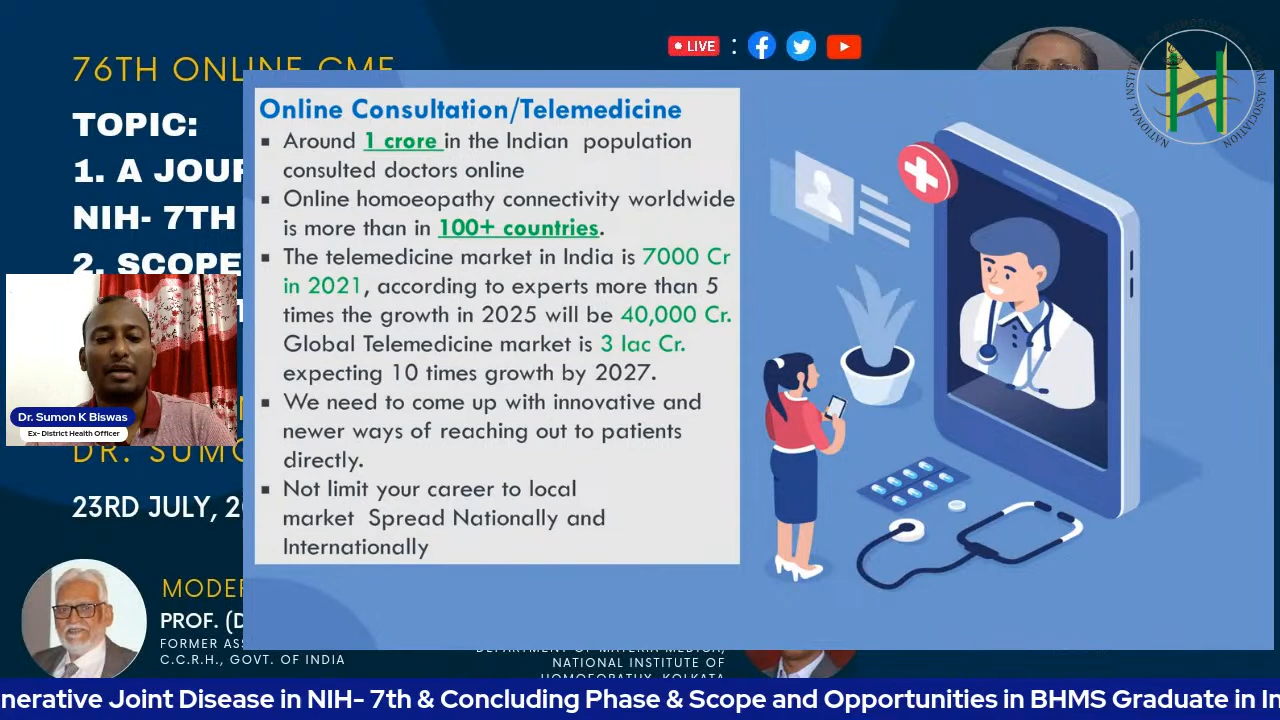 76TH ONLINE CME
LIVE :
TOPIC:
1. A JOUR
NIH- 7TH
2. SCOPE
Online Consultation/Telemedicine
▪ Around 1 crore in the Indian population
consulted doctors online
▪ Online homoeopathy connectivity worldwide
is more than in 100+ countries.
▪ The telemedicine market in India is 7000 Cr
in 2021, according to experts more than 5
times the growth in 2025 will be 40,000 Cr.
Global Telemedicine market is 3 lac Cr.
expecting 10 times growth by 2027.
▪ We need to come up with innovative and
newer ways of reaching out to patients
directly.
▪ Not limit your career to local
market Spread Nationally and
Internationally
Dr. Sumon K Biswas
Ex- District Health Officer
DR. SUMO
23RD JULY, 2
MODER
PROF. (D
FORMER ASS
C.C.R.H., GOVT. OF INDIA
DEPARTMENT OF MATERIA MEDICA,
NATIONAL INSTITUTE OF
HOMOEOPATHY, KOLKATA
nerative Joint Disease in NIH- 7th & Concluding Phase & Scope and Opportunities in BHMS Graduate in In